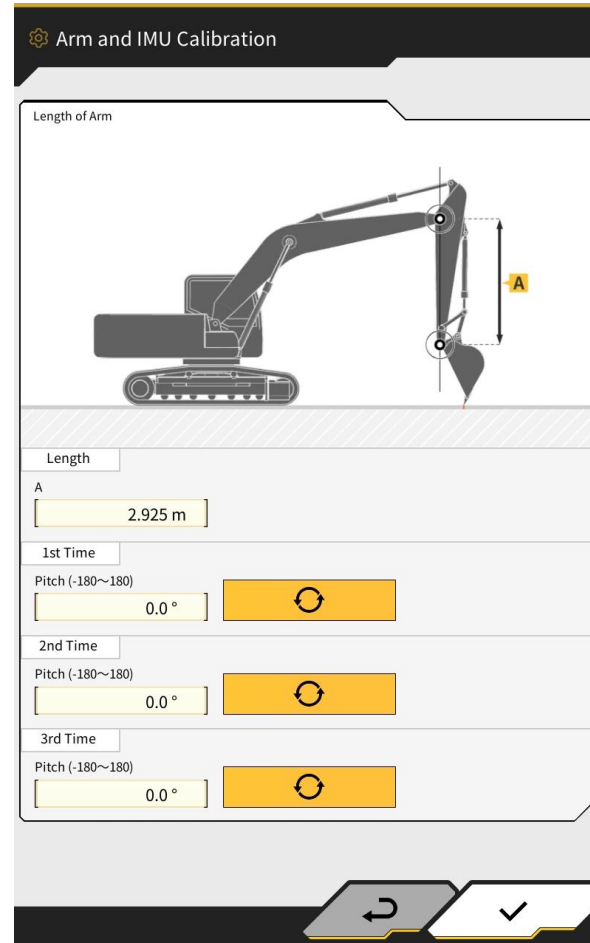 Arm and IMU Calibration
Length of Arm
A
Length
A
2.925 m
1st Time
Pitch (-180～180)
0.0 °
2nd Time
Pitch (-180～180)
0.0 °
3rd Time
Pitch (-180～180)
0.0 °